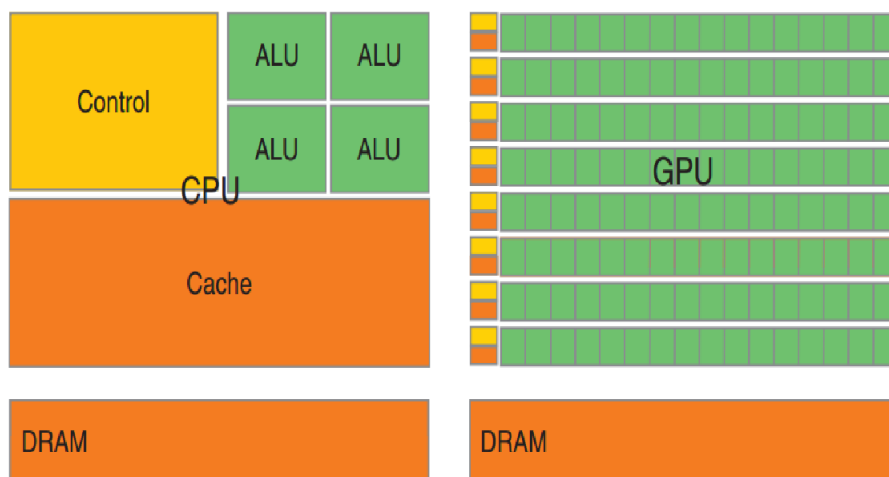 ALU ALU
Control
ALU ALU
CPU
Cache
DRAM
GPU
DRAM